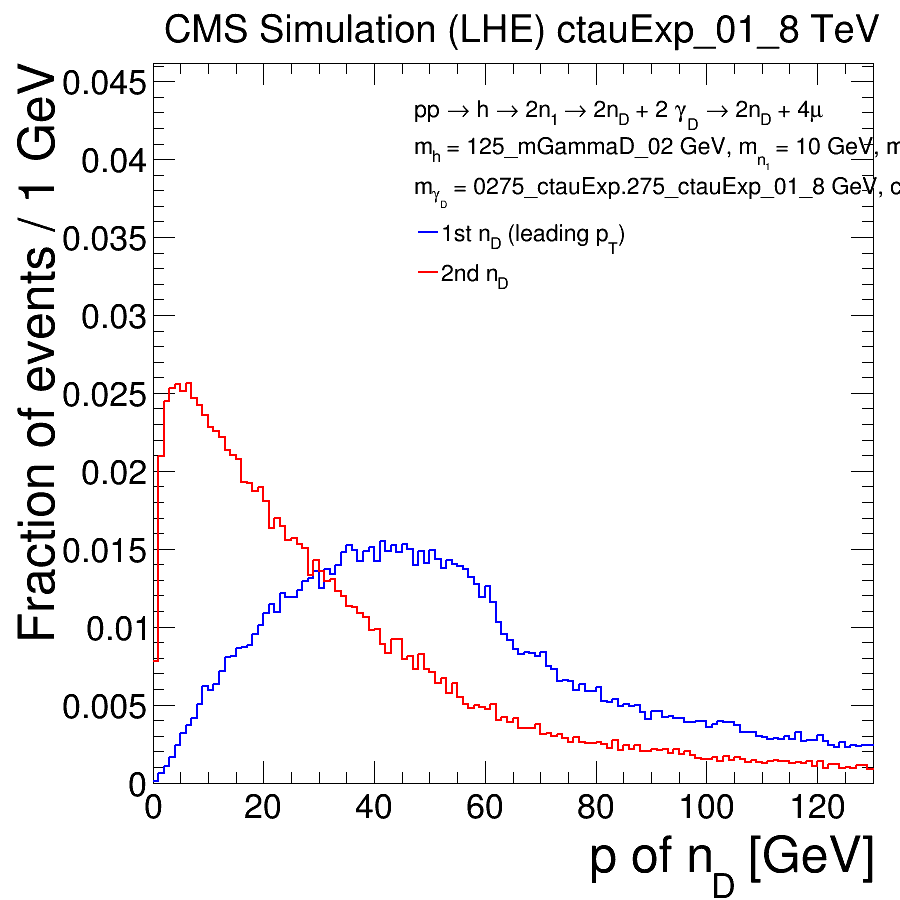 CMS Simulation (LHE) ctauExp_01_8 TeV
Fraction of events / 1 GeV
0.045
0.04
0.035
0.03
0.025
0.02
0.015
0.01
0.005
0
pp → h → 2n1 → 2nD + 2 γD → 2nD + 4μ
mh = 125_mGammaD_02 GeV, mn1 = 10 GeV, m
mγD = 0275_ctauExp.275_ctauExp_01_8 GeV, c
1st nD (leading pT)
2nd nD
0 20 40 60 80 100 120
p of nD [GeV]